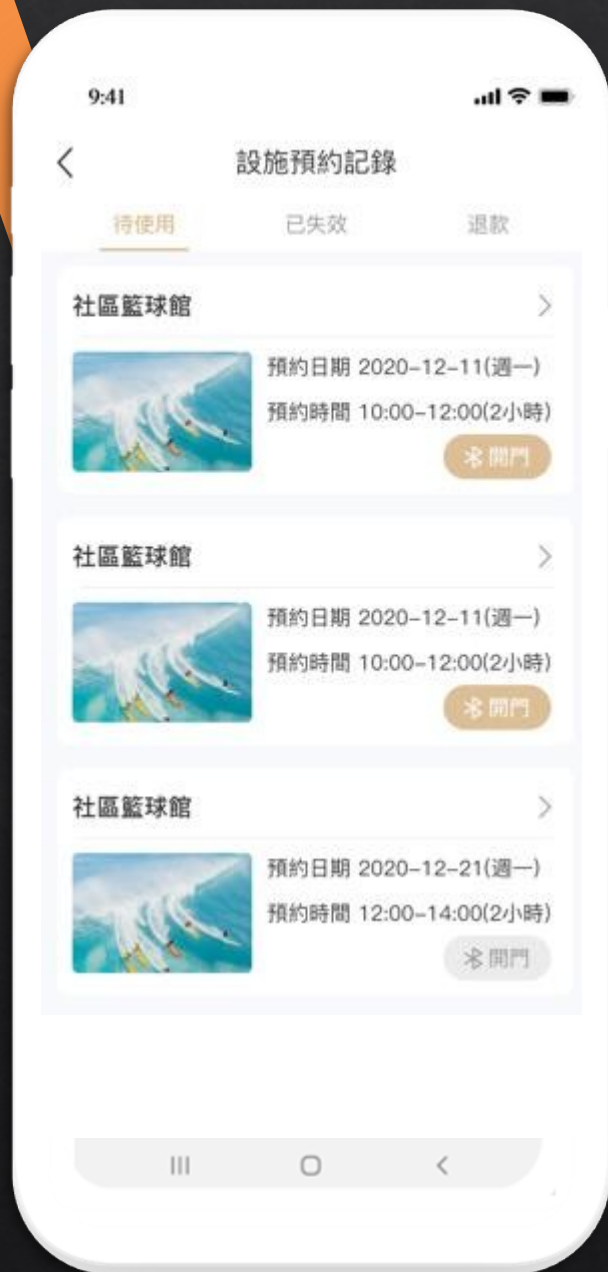 9:41
設施預約記錄
待使用 已失效 退款
社區籃球館
預約日期 2020-12-11(週一)
預約時間 10:00-12:00(2小時)
開門
社區籃球館
預約日期 2020-12-11(週一)
預約時間 10:00-12:00(2小時)
開門
社區籃球館
預約日期 2020-12-21(週一)
預約時間 12:00-14:00(2小時)
開門